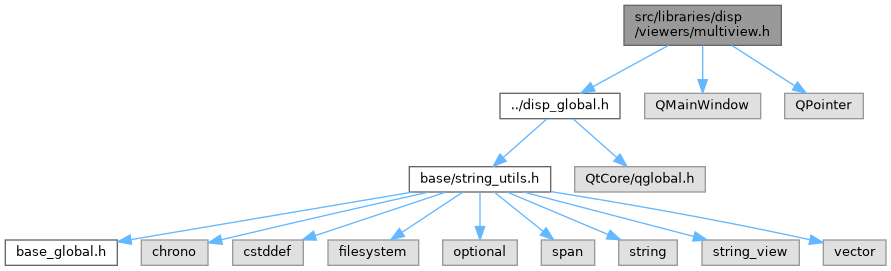 src/libraries/disp
/viewers/multiview.h
../disp_global.h
QMainWindow
QPointer
base/string_utils.h
QtCore/qglobal.h
base_global.h
chrono
cstddef
filesystem
optional
span
string
string_view
vector